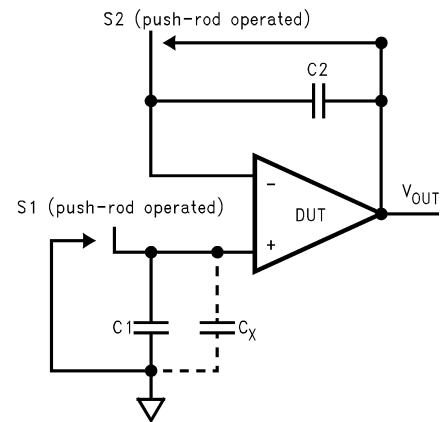 S2 (push-rod operated)
C2
S1 (push-rod operated)
-
DUT
VOUT
+
C1
CX